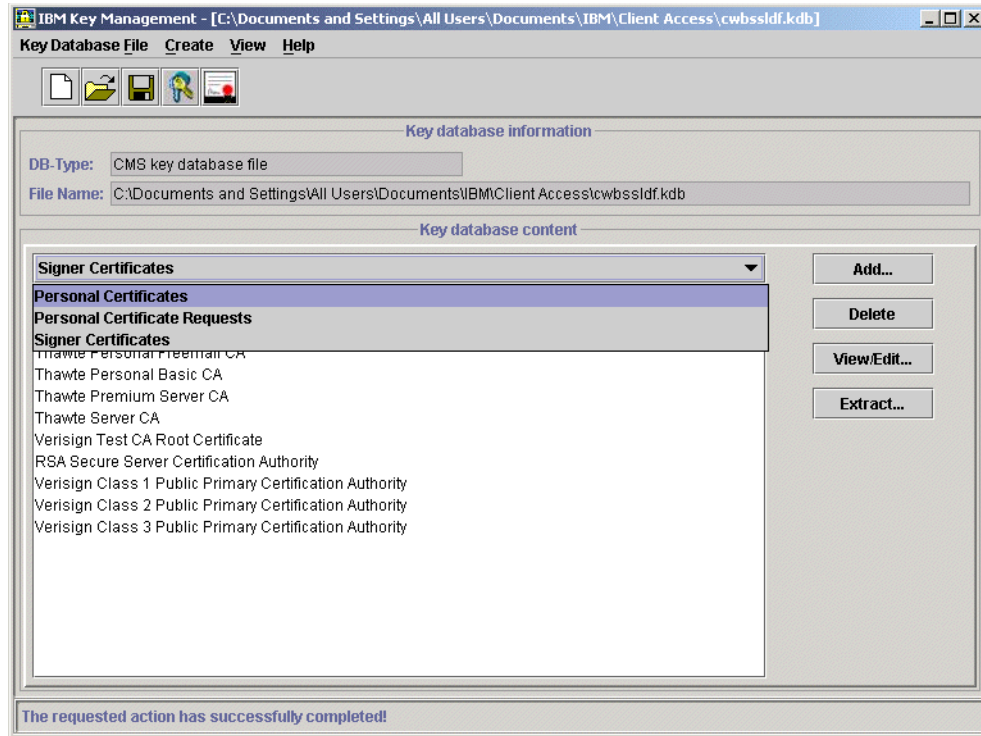 IBM Key Management - [C:\Documents and Settings\All Users\Documents\IBM\Client Access\cwbssldf.kdb]
Key Database File Create View Help
Key database information
DB-Type: CMS key database file
File Name: C:\Documents and Settings\All Users\Documents\IBM\Client Access\cwbssldf.kdb
Key database content
Signer Certificates
Add...
Personal Certificates
Personal Certificate Requests
Delete
Signer Certificates
Thawte Personal Freemail CA
View/Edit...
Thawte Personal Basic CA
Thawte Premium Server CA
Extract...
Thawte Server CA
Verisign Test CA Root Certificate
RSA Secure Server Certification Authority
Verisign Class 1 Public Primary Certification Authority
Verisign Class 2 Public Primary Certification Authority
Verisign Class 3 Public Primary Certification Authority
The requested action has successfully completed!